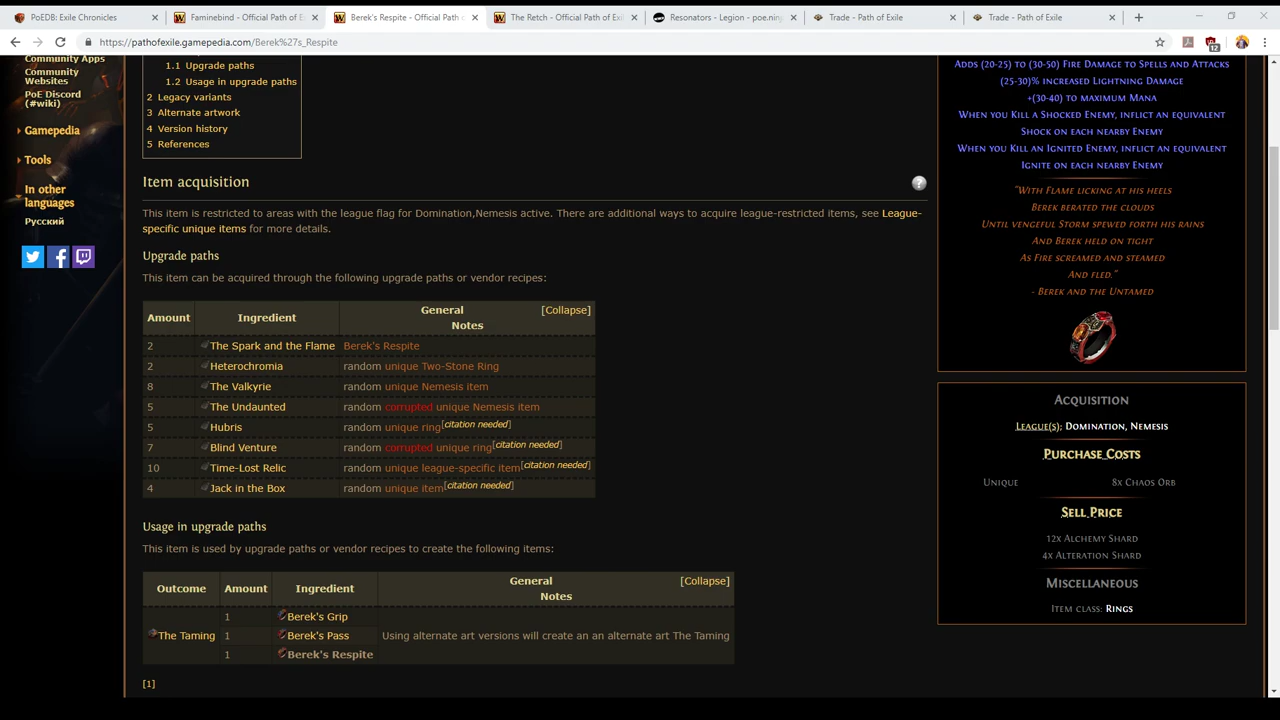 PoEDB: Exile Chronicles
Faminebind - Official Path of E
Berek's Respite - Official Path o
The Retch - Official Path of Exil
Resonators - Legion - poe.ninj
Trade - Path of Exile
Trade - Path of Exile
https://pathofexile.gamepedia.com/Berek%27s_Respite
12
Community Apps
Community
Websites
PoE Discord
(#wiki)
Gamepedia
Tools
In other
languages
Русский
1.1 Upgrade paths
1.2 Usage in upgrade paths
2 Legacy variants
3 Alternate artwork
4 Version history
5 References
Item acquisition
?
This item is restricted to areas with the league flag for Domination,Nemesis active. There are additional ways to acquire league-restricted items, see League-
specific unique items for more details.
Upgrade paths
This item can be acquired through the following upgrade paths or vendor recipes:
Amount Ingredient General Notes [Collapse]
2 The Spark and the Flame Berek's Respite
2 Heterochromia random unique Two-Stone Ring
8 The Valkyrie random unique Nemesis item
5 The Undaunted random corrupted unique Nemesis item
5 Hubris random unique ring[citation needed]
7 Blind Venture random corrupted unique ring[citation needed]
10 Time-Lost Relic random unique league-specific item[citation needed]
4 Jack in the Box random unique item[citation needed]
Usage in upgrade paths
This item is used by upgrade paths or vendor recipes to create the following items:
Outcome Amount Ingredient General Notes [Collapse]
1 Berek's Grip
The Taming 1 Berek's Pass Using alternate art versions will create an an alternate art The Taming
1 Berek's Respite
[1]
Adds (20-25) to (30-50) Fire Damage to Spells and Attacks
(25-30)% increased Lightning Damage
+(30-40) to maximum Mana
When you Kill a Shocked Enemy, inflict an equivalent
Shock on each nearby Enemy
When you Kill an Ignited Enemy, inflict an equivalent
Ignite on each nearby Enemy
"With Flame licking at his heels
Berek berated the clouds
Until vengeful Storm spewed forth his rains
And Berek held on tight
As Fire screamed and steamed
And fled."
- Berek and the Untamed
Acquisition
League(s): Domination, Nemesis
Purchase Costs
Unique 8x Chaos Orb
Sell Price
12x Alchemy Shard
4x Alteration Shard
Miscellaneous
Item class: Rings